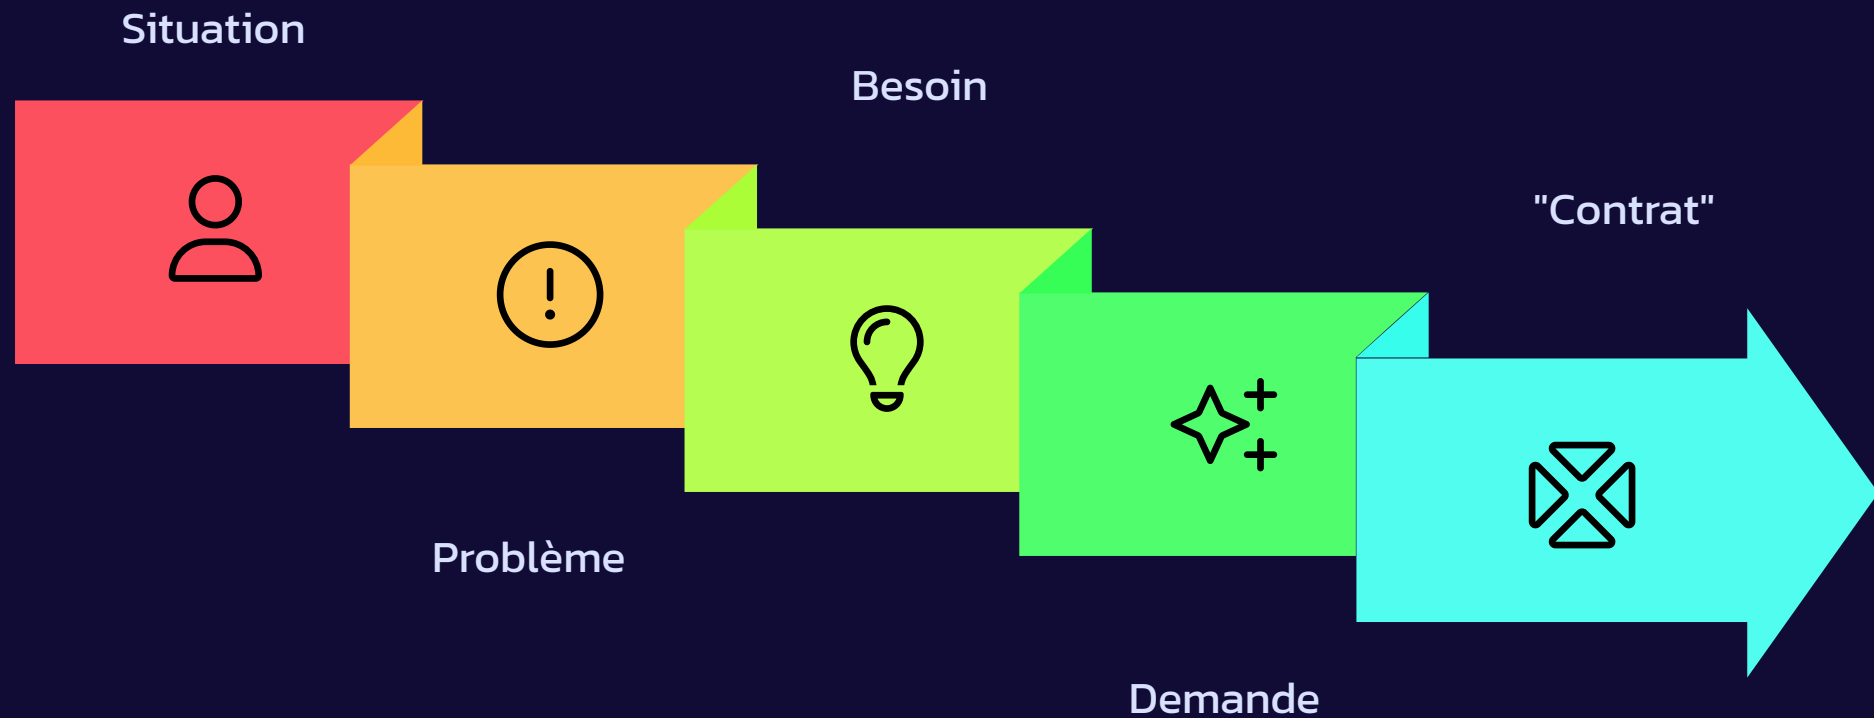 Situation
Besoin
"Contrat"
Problème
Demande